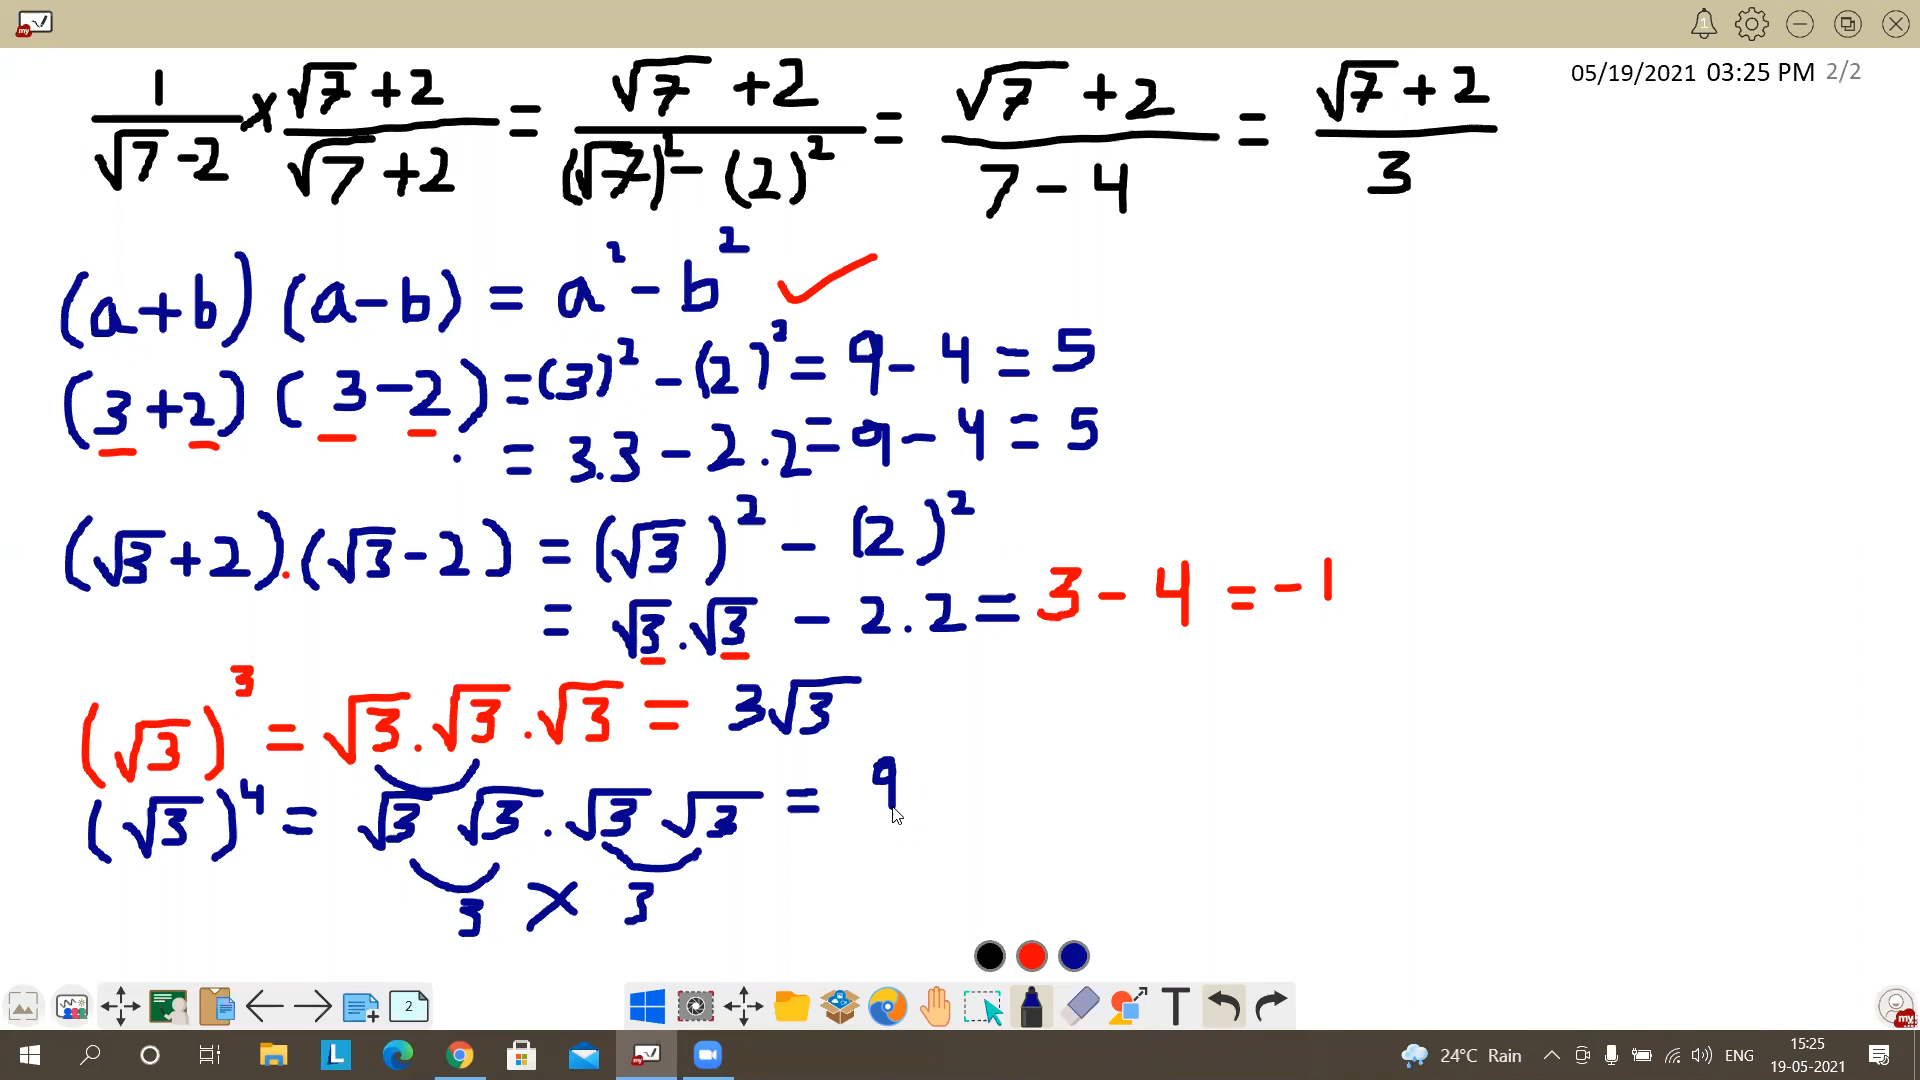 05/19/2021 03:25 PM 2/2
1/(√7-2) × (√7+2)/(√7+2) = (√7+2)/((√7)²-(2)²) = (√7+2)/(7-4) = (√7+2)/3
(a+b)(a-b) = a²-b² ✓
(3+2)(3-2) = (3)²-(2)² = 9-4 = 5
= 3.3-2.2 = 9-4 = 5
(√3+2).(√3-2) = (√3)²-(2)²
= √3.√3-2.2 = 3-4 = -1
(√3)³ = √3.√3.√3 = 3√3
(√3)⁴ = √3 √3.√3 √3 = 9
3 × 3
2
T
24°C Rain
ENG
15:25
19-05-2021